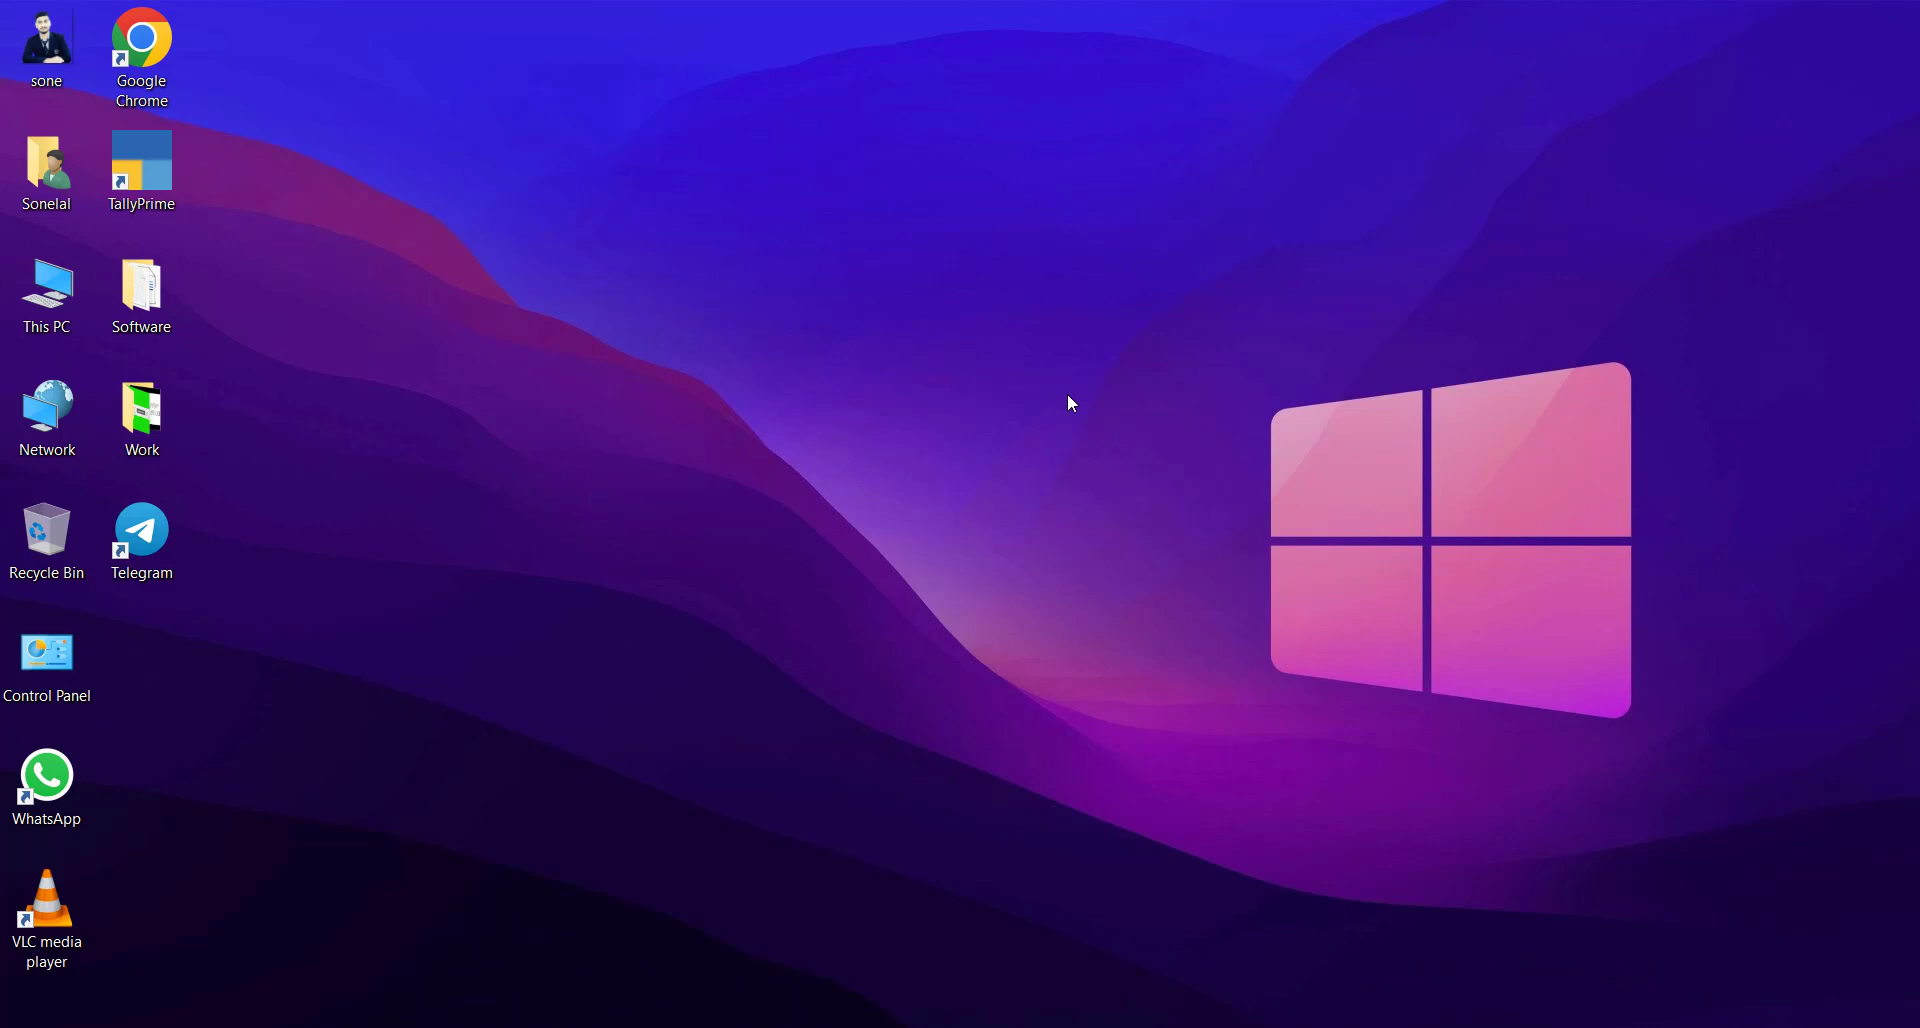 sone
Google
Chrome
Sonelal
TallyPrime
This PC
Software
Network
Work
Recycle Bin
Telegram
Control Panel
WhatsApp
VLC media
player